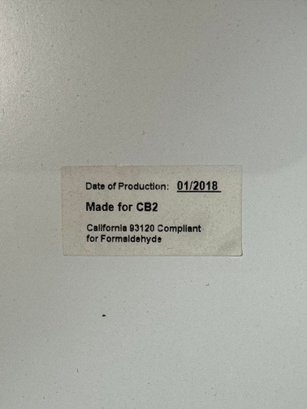 Date of Production: 01/2018
Made for CB2
California 93120 Compliant
for Formaldehyde